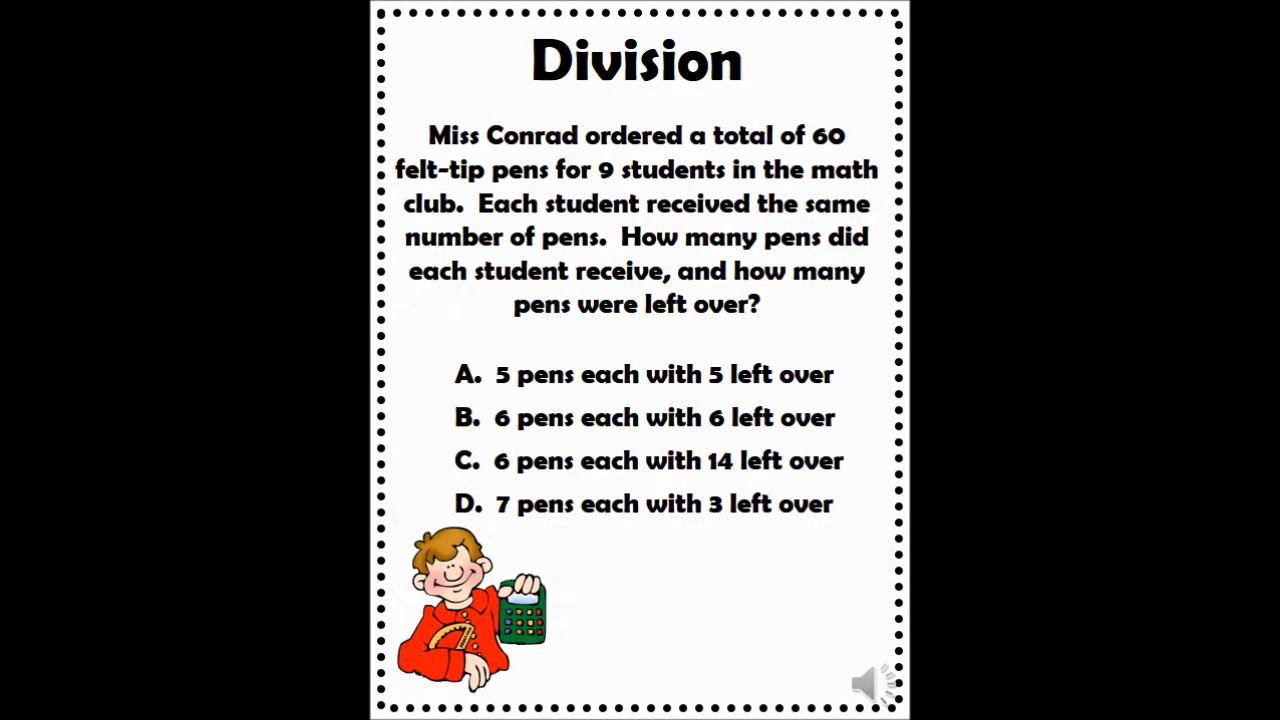 Division
Miss Conrad ordered a total of 60
felt-tip pens for 9 students in the math
club.  Each student received the same
number of pens.  How many pens did
each student receive, and how many
pens were left over?
A.  5 pens each with 5 left over
B.  6 pens each with 6 left over
C.  6 pens each with 14 left over
D.  7 pens each with 3 left over